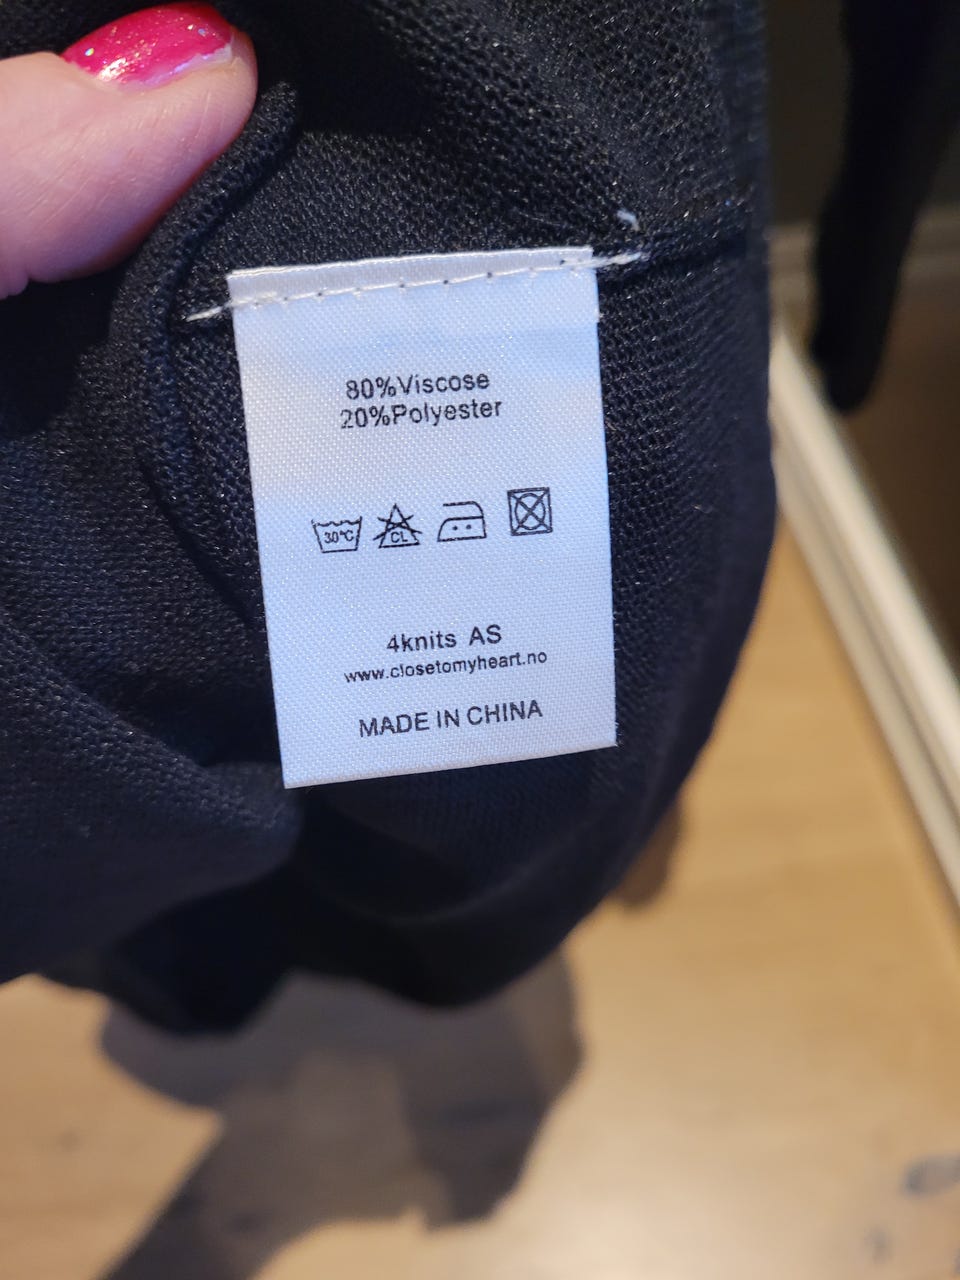 80%Viscose
20%Polyester
30°C CL
4knits AS
www.closetomyheart.no
MADE IN CHINA